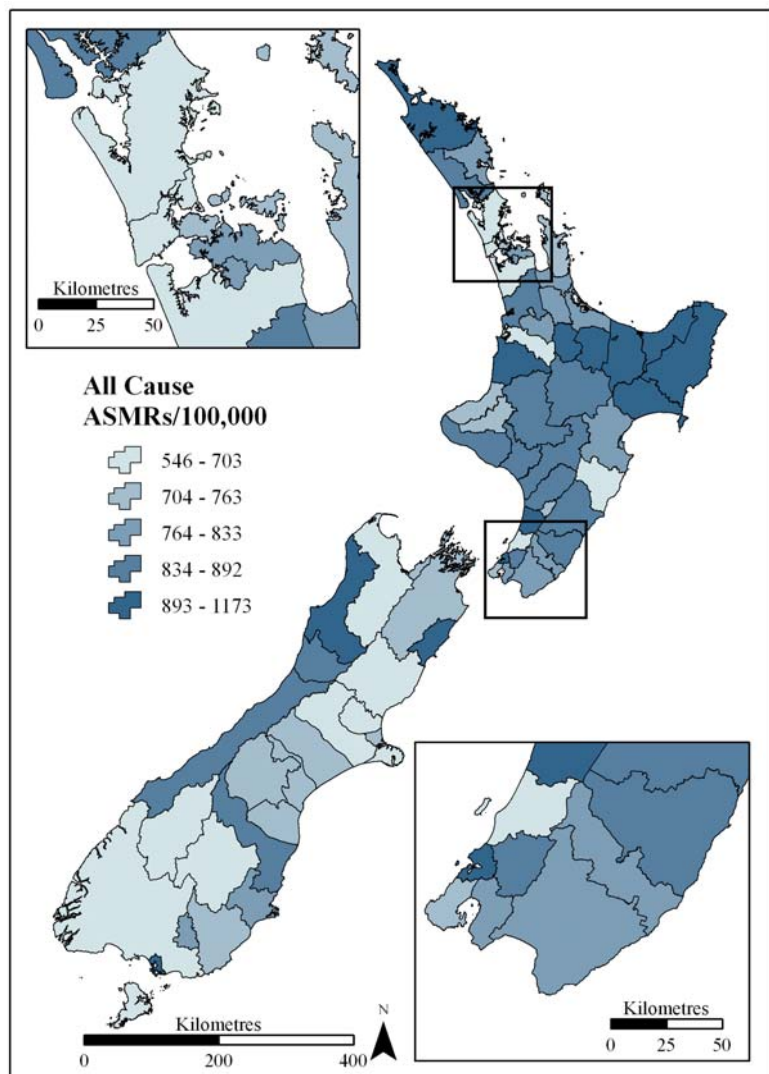 Kilometres
0 25 50
All Cause
ASMRs/100,000
546 - 703
704 - 763
764 - 833
834 - 892
893 - 1173
N
Kilometres
0 200 400
Kilometres
0 25 50